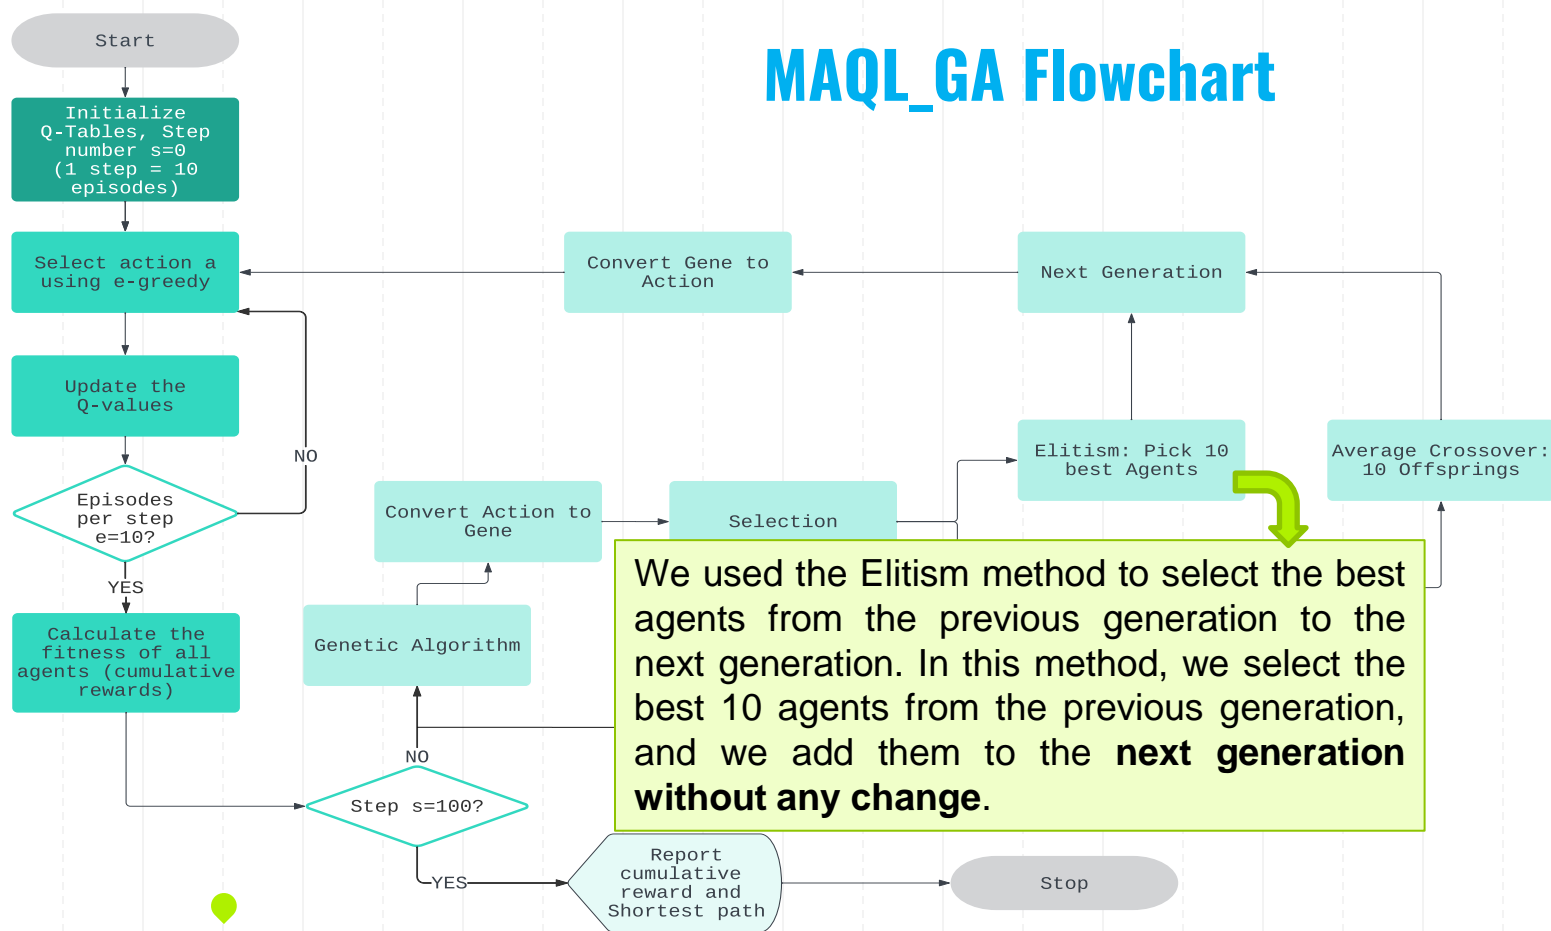 MAQL_GA Flowchart
Start
Initialize
Q-Tables, Step
number s=0
(1 step = 10
episodes)
Select action a
using e-greedy
Convert Gene to
Action
Next Generation
Update the
Q-values
NO
Episodes
per step
e=10?
YES
Calculate the
fitness of all
agents (cumulative
rewards)
Convert Action to
Gene
Selection
Elitism: Pick 10
best Agents
Average Crossover:
10 Offsprings
Genetic Algorithm
We used the Elitism method to select the best
agents from the previous generation to the
next generation. In this method, we select the
best 10 agents from the previous generation,
and we add them to the next generation
without any change.
NO
Step s=100?
YES
Report
cumulative
reward and
Shortest path
Stop